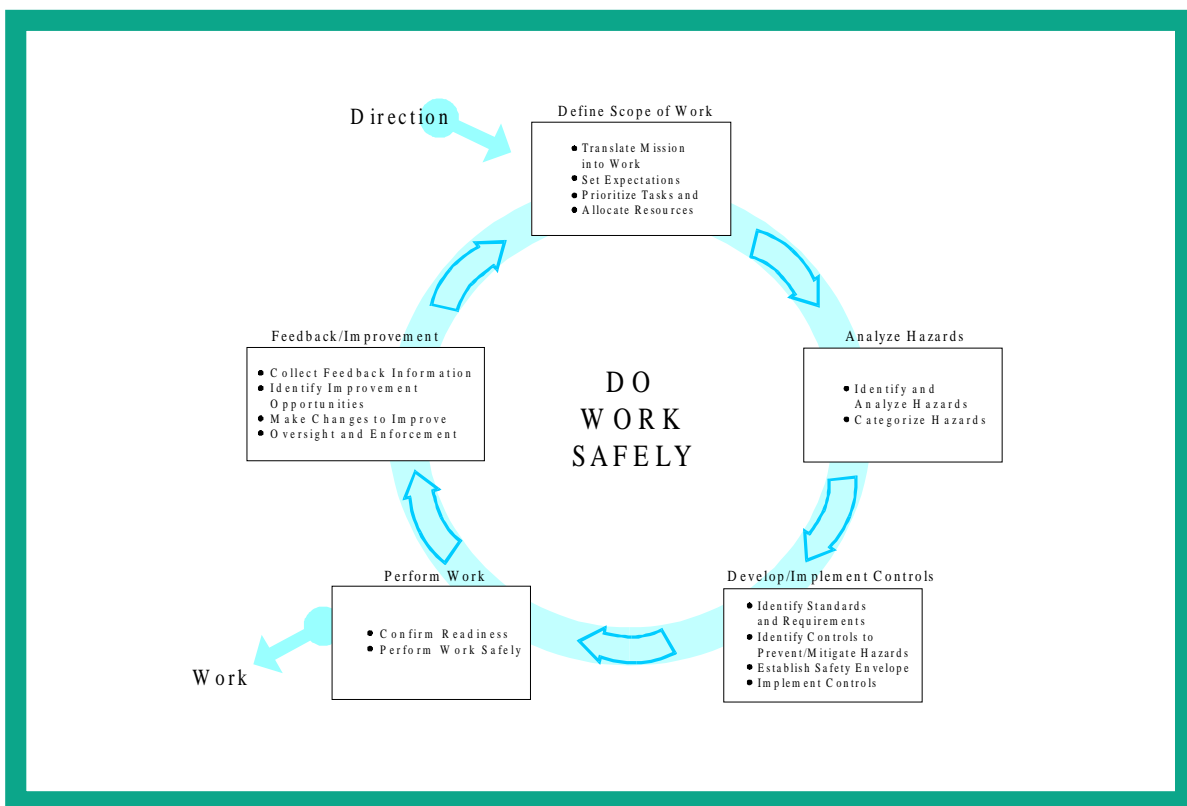 Direction
Define Scope of Work
• Translate Mission
into Work
• Set Expectations
• Prioritize Tasks and
• Allocate Resources
Analyze Hazards
• Identify and
Analyze Hazards
• Categorize Hazards
Develop/Implement Controls
• Identify Standards
and Requirements
• Identify Controls to
Prevent/Mitigate Hazards
• Establish Safety Envelope
• Implement Controls
Perform Work
• Confirm Readiness
• Perform Work Safely
Work
Feedback/Improvement
• Collect Feedback Information
• Identify Improvement
Opportunities
• Make Changes to Improve
• Oversight and Enforcement
DO
WORK
SAFELY